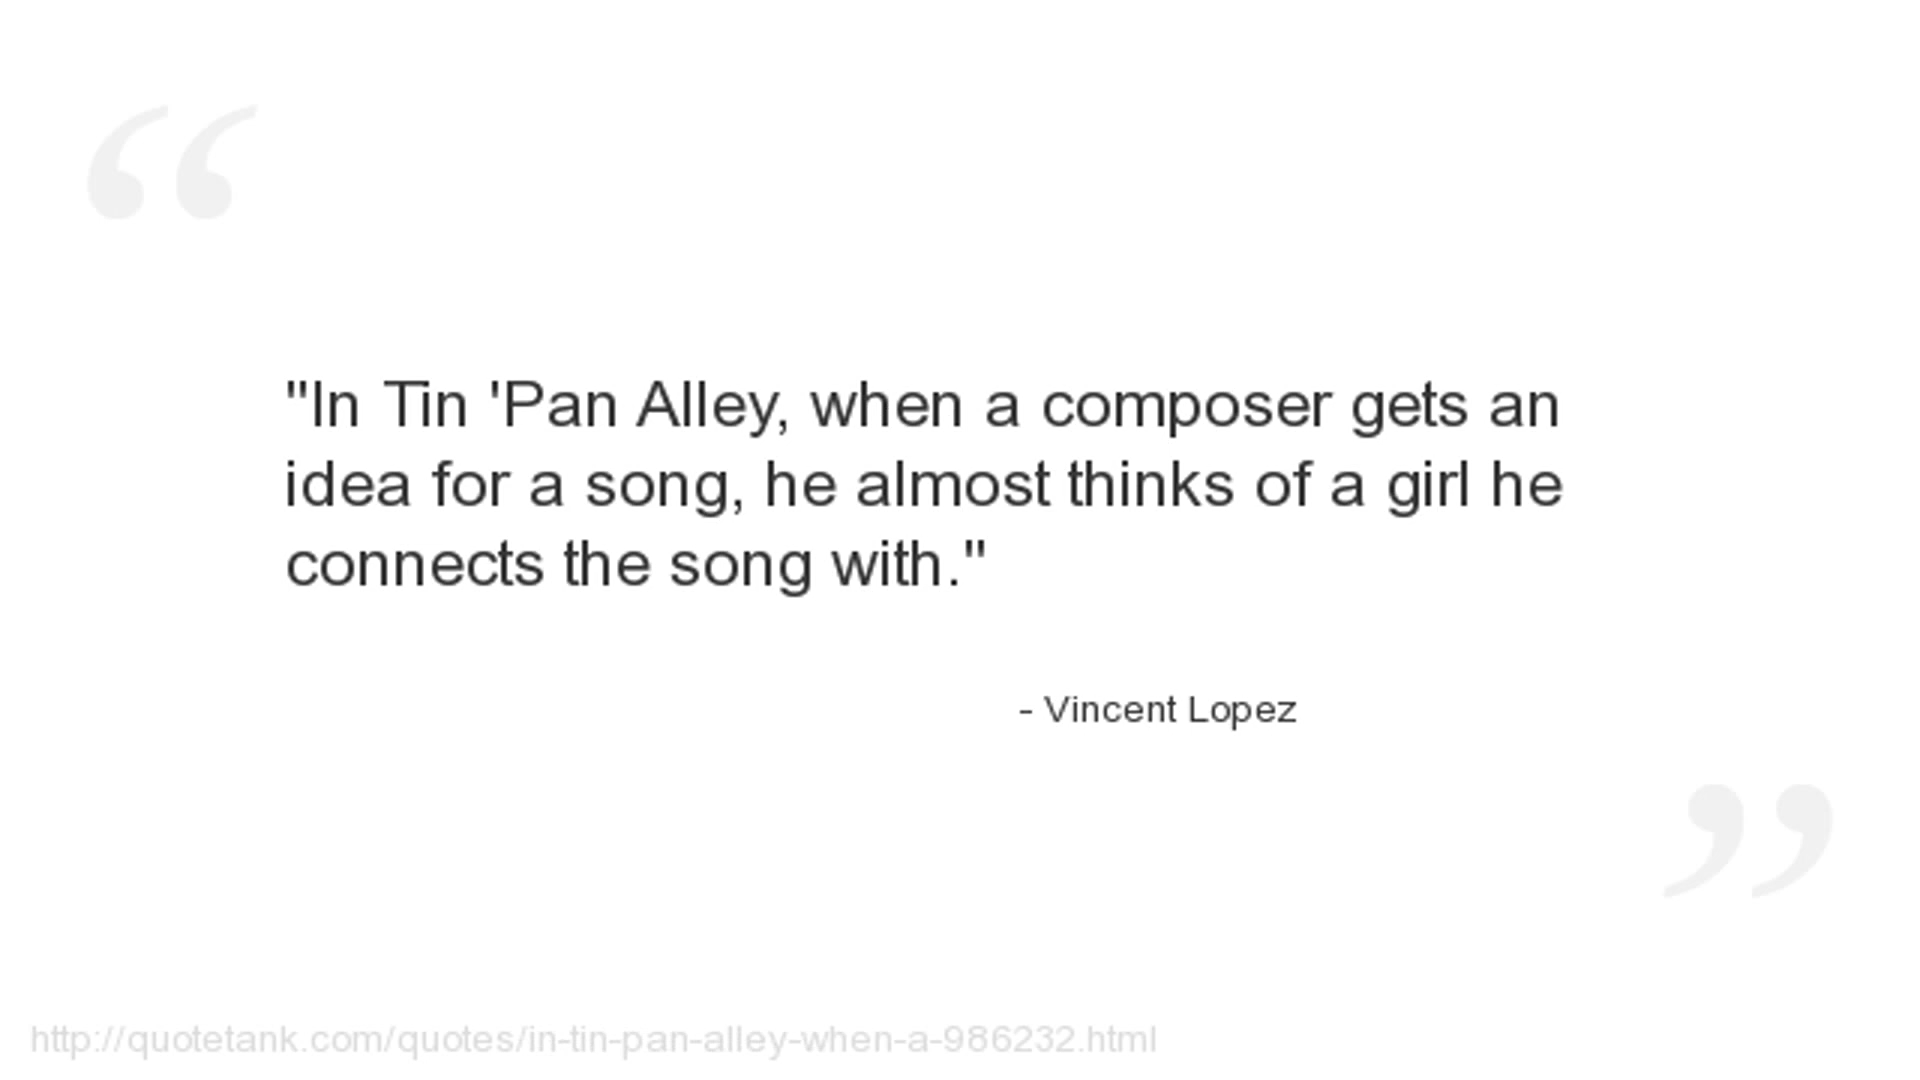 "In Tin 'Pan Alley, when a composer gets an
idea for a song, he almost thinks of a girl he
connects the song with."
- Vincent Lopez
http://quotetank.com/quotes/in-tin-pan-alley-when-a-986232.html